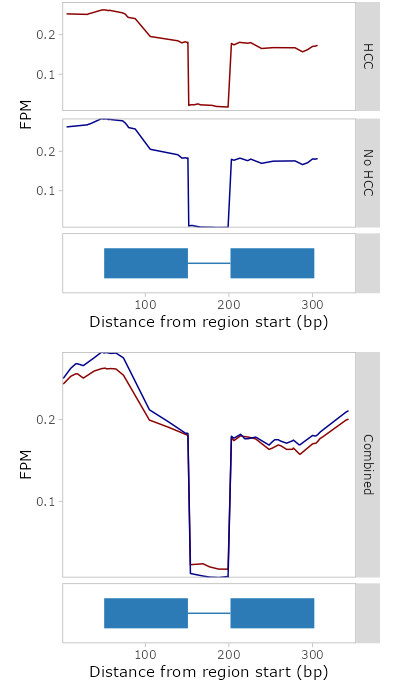 0.2
0.1
HCC
FPM
0.2
0.1
No HCC
100
200
300
Distance from region start (bp)
0.2
0.1
FPM
Combined
100
200
300
Distance from region start (bp)